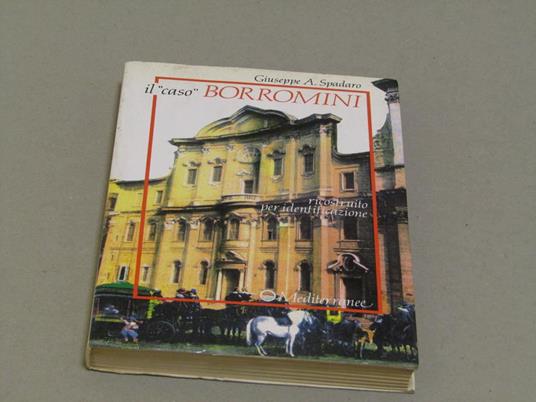 Giuseppe A. Spadaro
il "caso" BORROMINI
ricostruito
per identificazione
Mediterranee